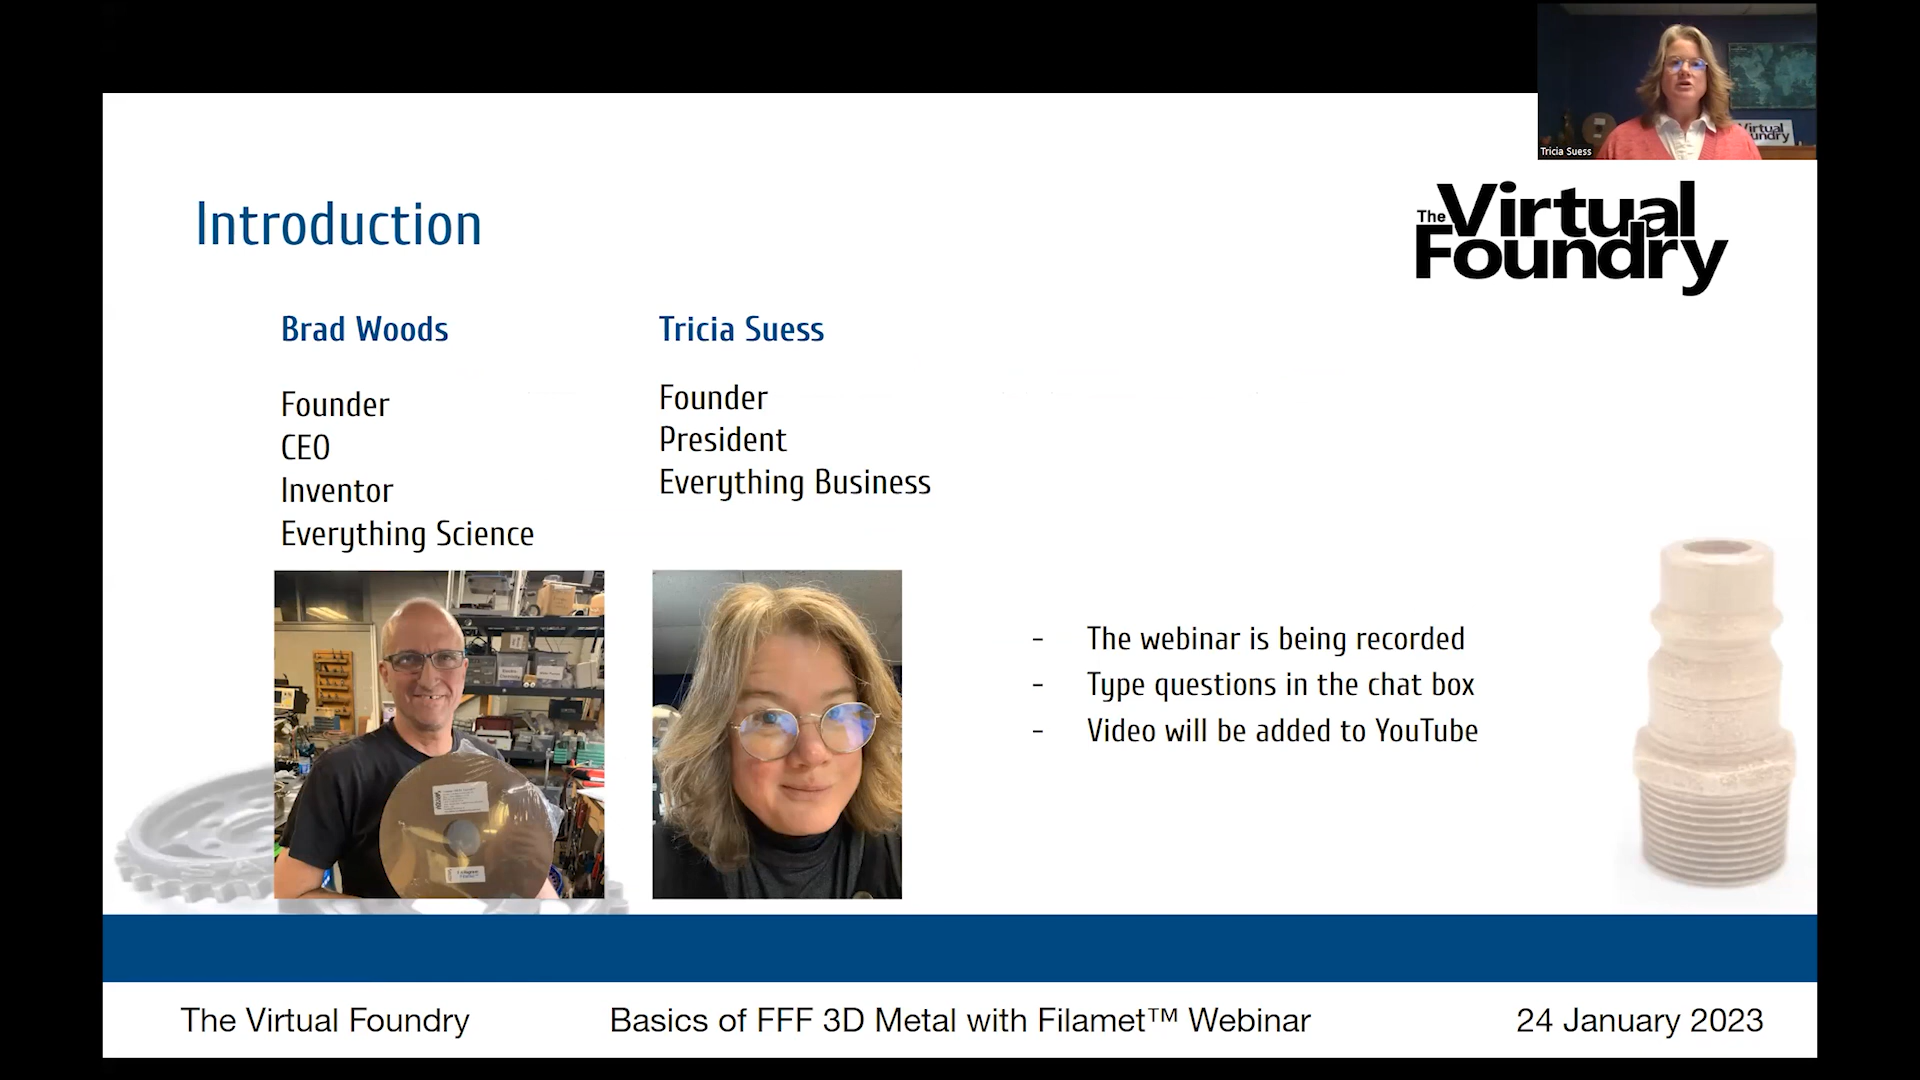 Tricia Suess
Virtual
undry
The Virtual
Foundry
Introduction
Brad Woods
Founder
CEO
Inventor
Everything Science
Tricia Suess
Founder
President
Everything Business
- The webinar is being recorded
- Type questions in the chat box
- Video will be added to YouTube
The Virtual Foundry
Basics of FFF 3D Metal with Filamet™ Webinar
24 January 2023